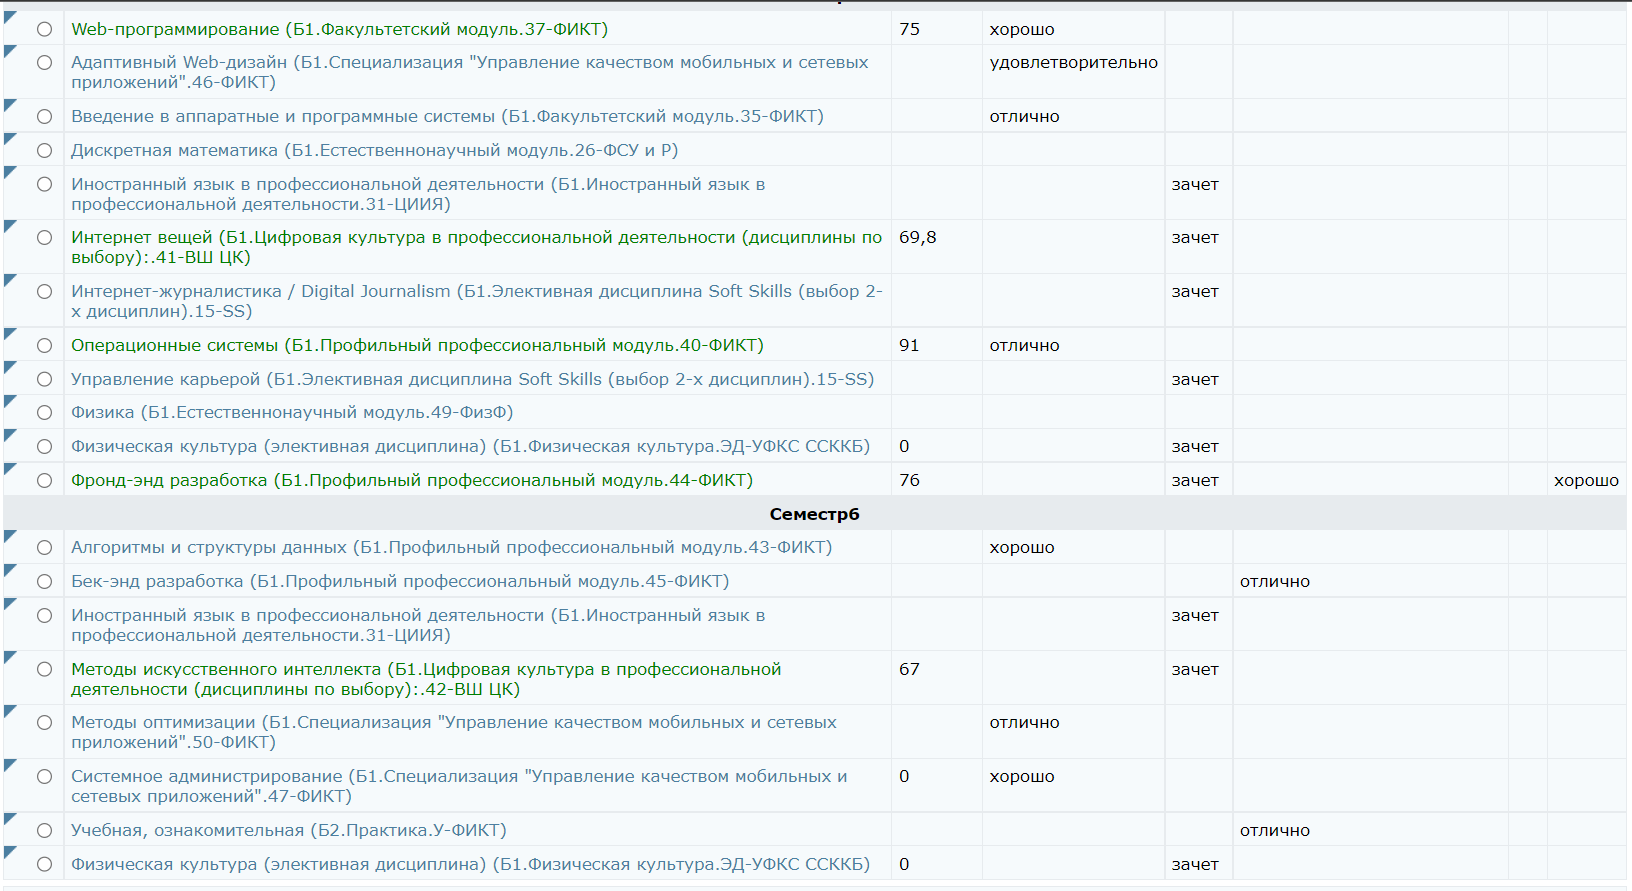 Web-программирование (Б1.Факультетский модуль.37-ФИКТ) 75 хорошо
Адаптивный Web-дизайн (Б1.Специализация "Управление качеством мобильных и сетевых удовлетворительно
приложений".46-ФИКТ)
Введение в аппаратные и программные системы (Б1.Факультетский модуль.35-ФИКТ) отлично
Дискретная математика (Б1.Естественнонаучный модуль.26-ФСУ и Р)
Иностранный язык в профессиональной деятельности (Б1.Иностранный язык в зачет
профессиональной деятельности.31-ЦИИЯ)
Интернет вещей (Б1.Цифровая культура в профессиональной деятельности (дисциплины по 69,8 зачет
выбору):.41-ВШ ЦК)
Интернет-журналистика / Digital Journalism (Б1.Элективная дисциплина Soft Skills (выбор 2- зачет
х дисциплин).15-SS)
Операционные системы (Б1.Профильный профессиональный модуль.40-ФИКТ) 91 отлично
Управление карьерой (Б1.Элективная дисциплина Soft Skills (выбор 2-х дисциплин).15-SS) зачет
Физика (Б1.Естественнонаучный модуль.49-ФизФ)
Физическая культура (элективная дисциплина) (Б1.Физическая культура.ЭД-УФКС ССККБ) 0 зачет
Фронд-энд разработка (Б1.Профильный профессиональный модуль.44-ФИКТ) 76 зачет хорошо
Семестр6
Алгоритмы и структуры данных (Б1.Профильный профессиональный модуль.43-ФИКТ) хорошо
Бек-энд разработка (Б1.Профильный профессиональный модуль.45-ФИКТ) отлично
Иностранный язык в профессиональной деятельности (Б1.Иностранный язык в зачет
профессиональной деятельности.31-ЦИИЯ)
Методы искусственного интеллекта (Б1.Цифровая культура в профессиональной 67 зачет
деятельности (дисциплины по выбору):.42-ВШ ЦК)
Методы оптимизации (Б1.Специализация "Управление качеством мобильных и сетевых отлично
приложений".50-ФИКТ)
Системное администрирование (Б1.Специализация "Управление качеством мобильных и 0 хорошо
сетевых приложений".47-ФИКТ)
Учебная, ознакомительная (Б2.Практика.У-ФИКТ) отлично
Физическая культура (элективная дисциплина) (Б1.Физическая культура.ЭД-УФКС ССККБ) 0 зачет